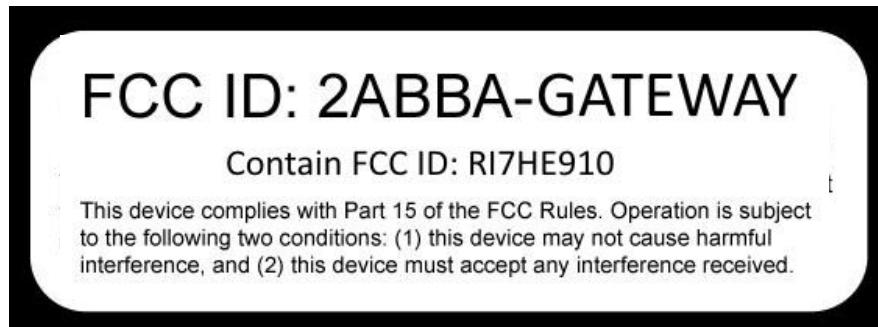 FCC ID: 2ABBA-GATEWAY
Contain FCC ID: RI7HE910
This device complies with Part 15 of the FCC Rules. Operation is subject
to the following two conditions: (1) this device may not cause harmful
interference, and (2) this device must accept any interference received.